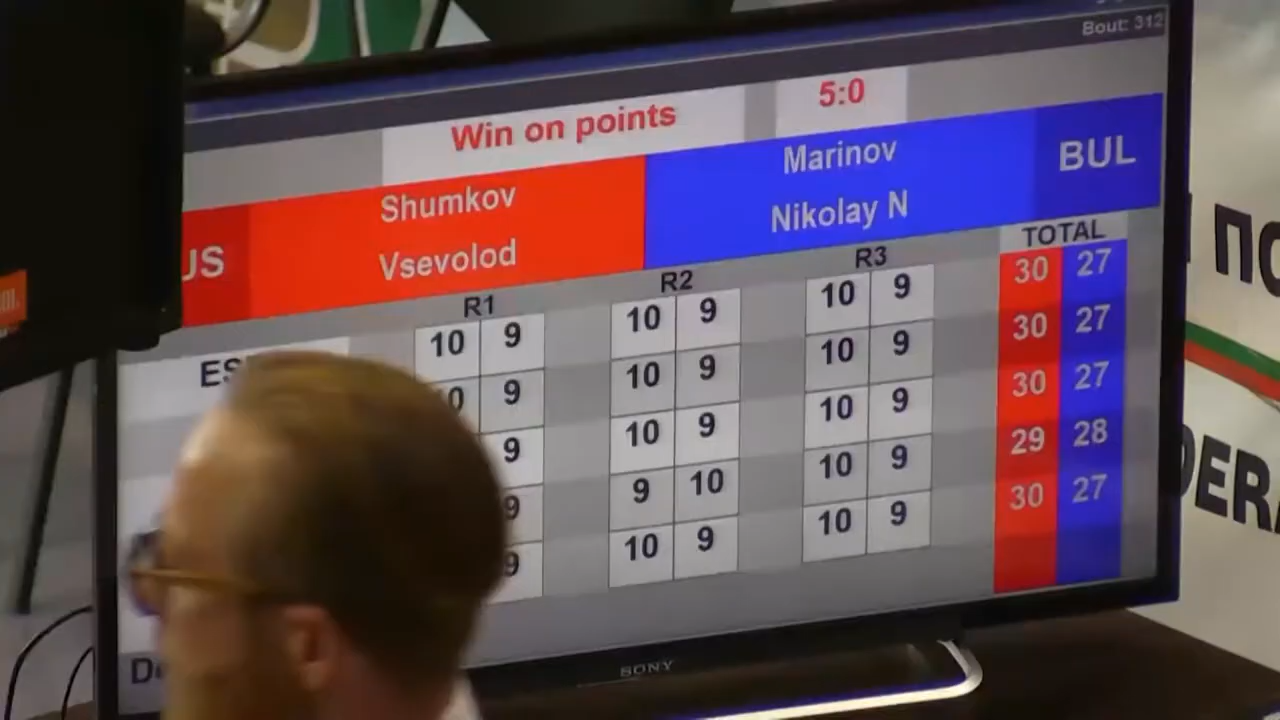 Bout: 312
Win on points 5:0
Shumkov Marinov BUL
Vsevolod Nikolay N
TOTAL
R1 R2 R3
10 9 10 9 10 9 30 27
9 10 9 10 9 30 27
9 10 9 10 9 30 27
9 9 10 10 9 29 28
9 10 9 10 9 30 27
SONY